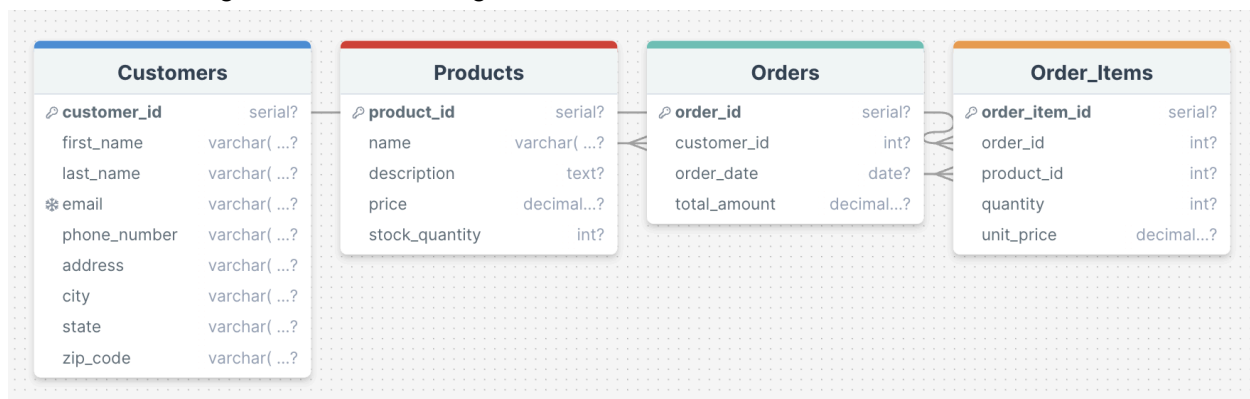 Customers
customer_id serial?
first_name varchar( ...?
last_name varchar( ...?
email varchar( ...?
phone_number varchar( ...?
address varchar( ...?
city varchar( ...?
state varchar( ...?
zip_code varchar( ...?
Products
product_id serial?
name varchar( ...?
description text?
price decimal...?
stock_quantity int?
Orders
order_id serial?
customer_id int?
order_date date?
total_amount decimal...?
Order_Items
order_item_id serial?
order_id int?
product_id int?
quantity int?
unit_price decimal...?